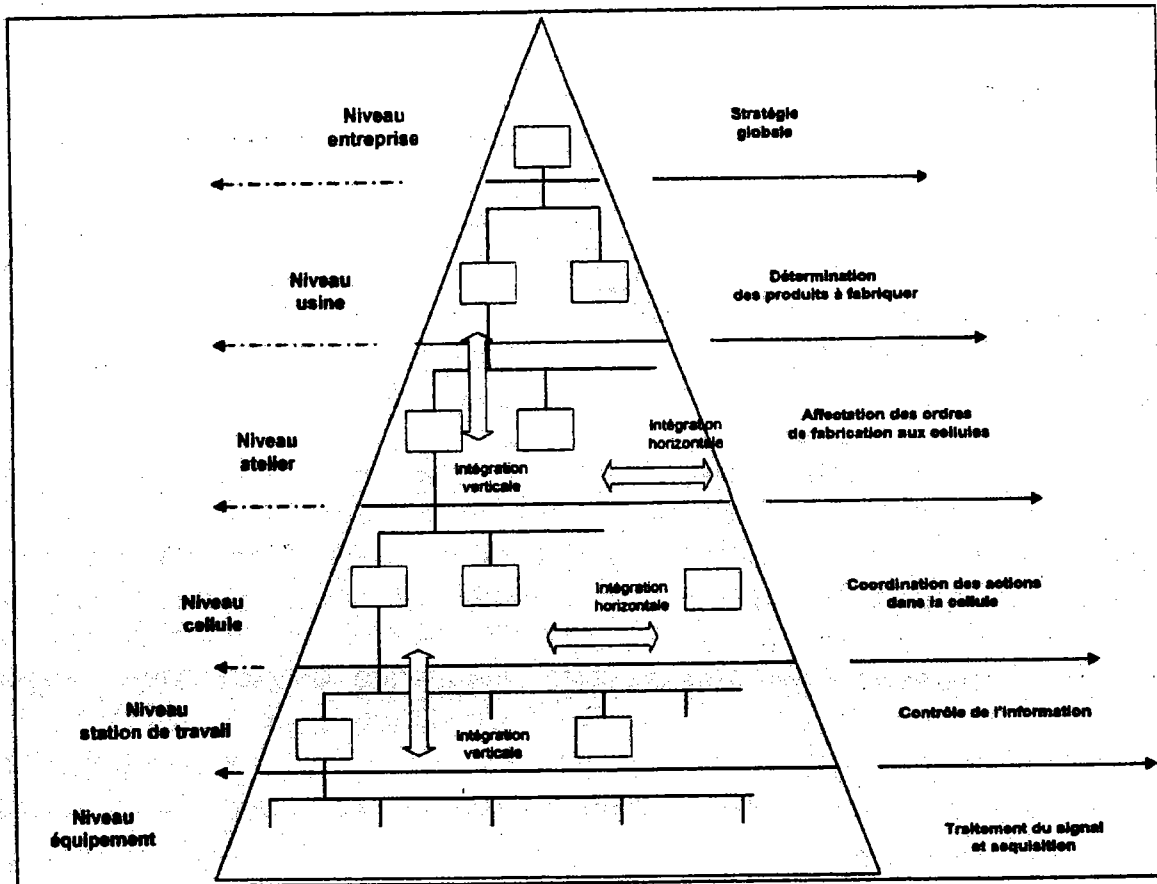 Niveau
entreprise
Stratégie
globale
Niveau
usine
Détermination
des produits à fabriquer
Niveau
atelier
Intégration
verticale
Intégration
horizontale
Affectation des ordres
de fabrication aux cellules
Niveau
cellule
Intégration
horizontale
Coordination des actions
dans la cellule
Niveau
station de travail
Intégration
verticale
Contrôle de l'information
Niveau
équipement
Traitement du signal
et acquisition